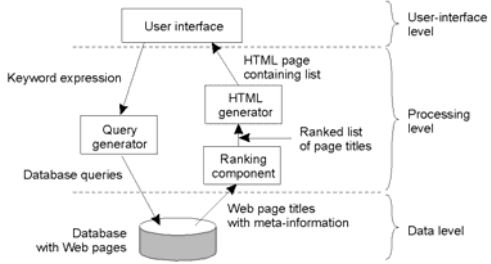 User interface
User-interface
level
Keyword expression
HTML page
containing list
HTML
generator
Processing
level
Query
generator
Ranked list
of page titles
Ranking
component
Database queries
Web page titles
with meta-information
Database
with Web pages
Data level